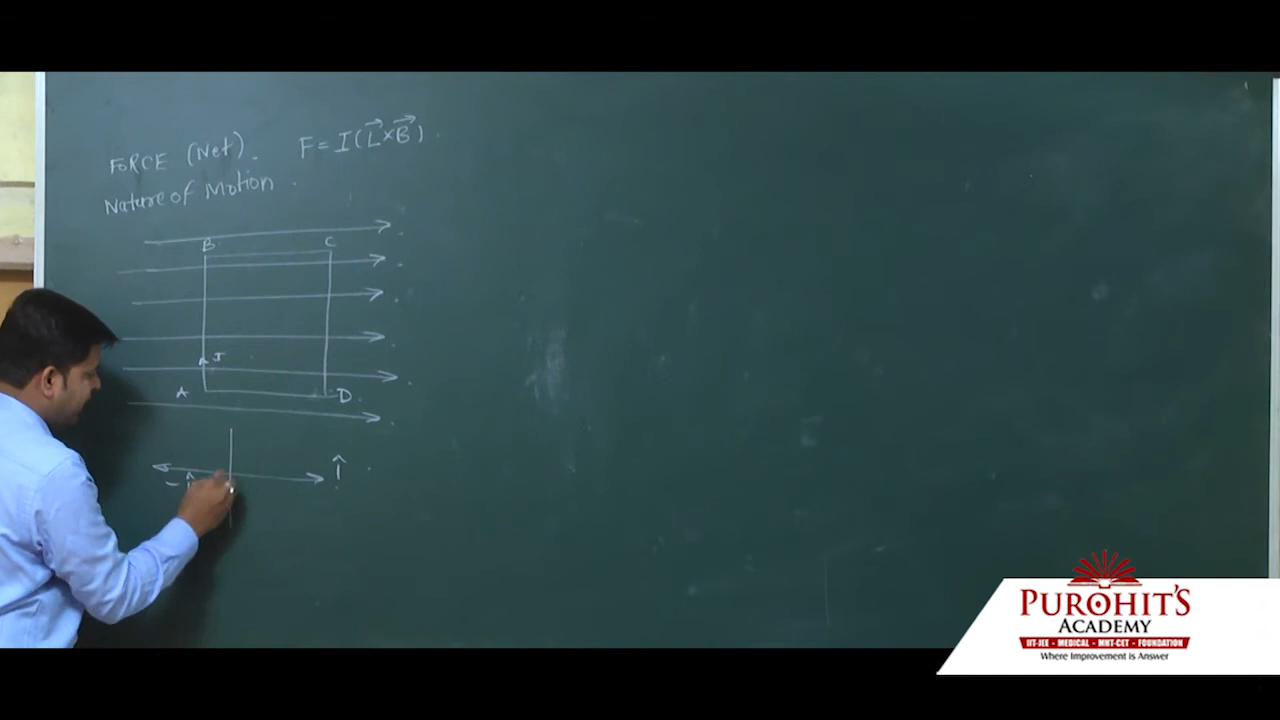 FORCE (Net). F = I(L⃗×B⃗).
Nature of Motion.
B C
I
A D
-î î
PUROHIT'S
ACADEMY
IIT-JEE - MEDICAL - MHT-CET - FOUNDATION
Where Improvement is Answer